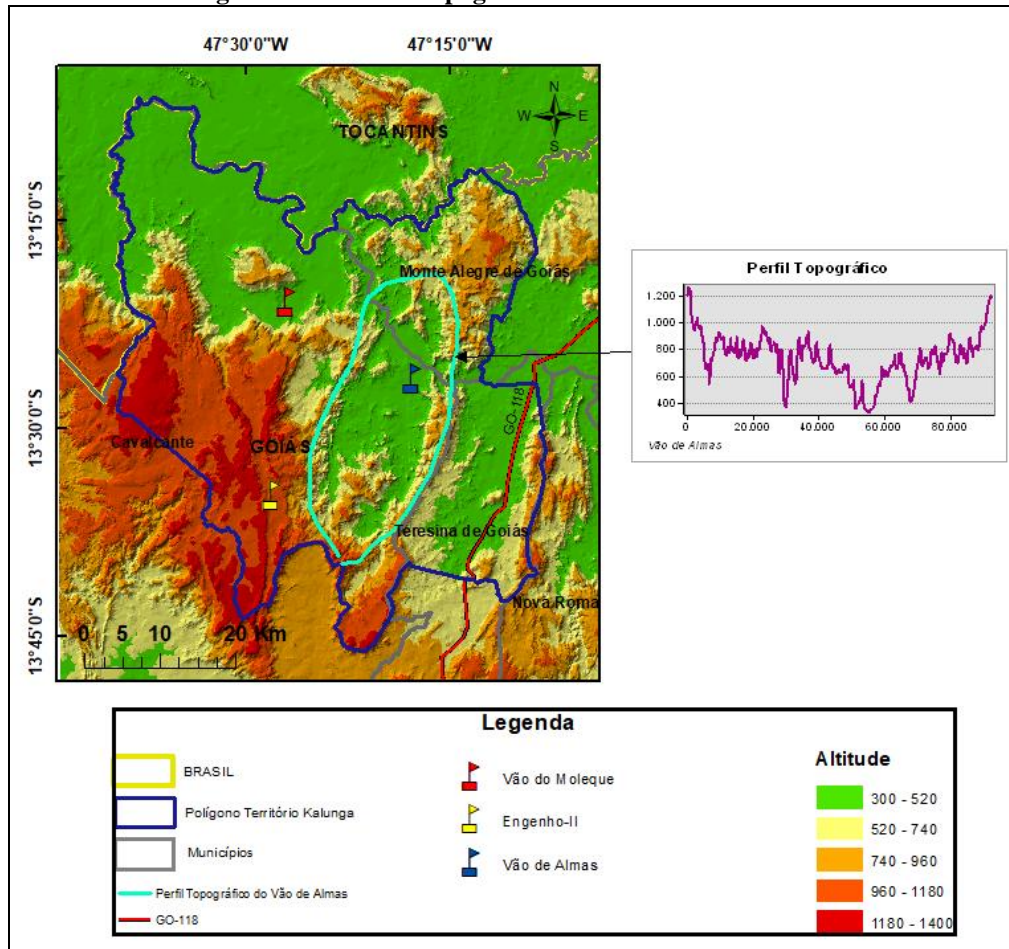 47°30'0"W 47°15'0"W
N
W E
S
TOCANTINS
13°15'0"S
Monte Alegre de Goiás
Perfil Topográfico
1.200
1.000
800
600
400
0 20.000 40.000 60.000 80.000
Vão de Almas
GO-118
13°30'0"S
Cavalcante
GOIÁS
Teresina de Goiás
Nova Roma
13°45'0"S
0 5 10 20 Km
Legenda
BRASIL
Polígono Território Kalunga
Municípios
Perfil Topográfico do Vão de Almas
GO-118
Vão do Moleque
Engenho-II
Vão de Almas
Altitude
300 - 520
520 - 740
740 - 960
960 - 1180
1180 - 1400